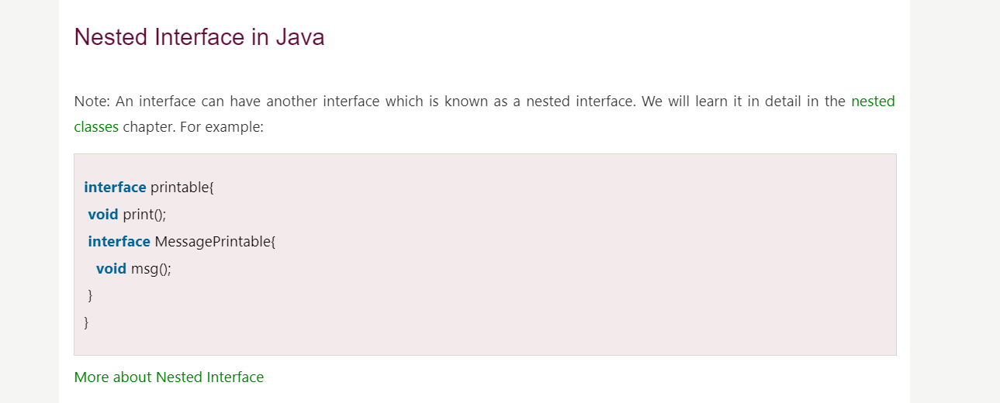 Nested Interface in Java
Note: An interface can have another interface which is known as a nested interface. We will learn it in detail in the nested
classes chapter. For example:
interface printable{
void print();
interface MessagePrintable{
void msg();
}
}
More about Nested Interface